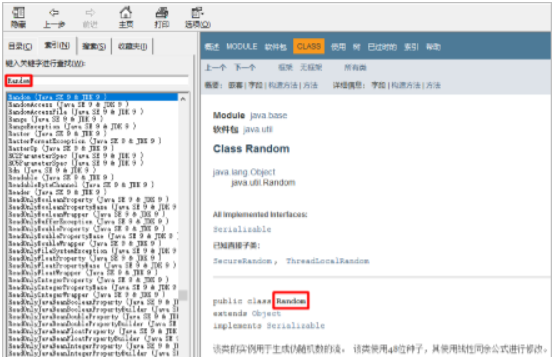 隐藏 上一步 前进 主页 打印 选项(O)
目录(C) 索引(N) 搜索(S) 收藏夹(I)
键入关键字进行查找(W):
Random
Random (Java SE 9 & JDK 9 )
RandomAccess (Java SE 9 & JDK 9 )
RandomAccessFile (Java SE 9 & JDK 9 )
Range (Java SE 9 & JDK 9 )
RangeException (Java SE 9 & JDK 9 )
Raster (Java SE 9 & JDK 9 )
RasterFormatException (Java SE 9 & JDK 9 )
RasterOp (Java SE 9 & JDK 9 )
RC2ParameterSpec (Java SE 9 & JDK 9 )
RC5ParameterSpec (Java SE 9 & JDK 9 )
Rdn (Java SE 9 & JDK 9 )
Readable (Java SE 9 & JDK 9 )
ReadableByteChannel (Java SE 9 & JDK 9 )
Reader (Java SE 9 & JDK 9 )
ReadOnlyBooleanProperty (Java SE 9 & JDK 9 )
ReadOnlyBooleanPropertyBase (Java SE 9 & JDK 9
ReadOnlyBooleanWrapper (Java SE 9 & JDK 9 )
ReadOnlyBufferException (Java SE 9 & JDK 9 )
ReadOnlyDoubleProperty (Java SE 9 & JDK 9 )
ReadOnlyDoublePropertyBase (Java SE 9 & JDK 9
ReadOnlyDoubleWrapper (Java SE 9 & JDK 9 )
ReadOnlyFileSystemException (Java SE 9 & JDK 9
ReadOnlyFloatProperty (Java SE 9 & JDK 9 )
ReadOnlyFloatPropertyBase (Java SE 9 & JDK 9 )
ReadOnlyFloatWrapper (Java SE 9 & JDK 9 )
ReadOnlyIntegerProperty (Java SE 9 & JDK 9 )
ReadOnlyIntegerPropertyBase (Java SE 9 & JDK 9
ReadOnlyIntegerWrapper (Java SE 9 & JDK 9 )
ReadOnlyJavaBeanBooleanProperty (Java SE 9 & J
ReadOnlyJavaBeanBooleanPropertyBuilder (Java S
ReadOnlyJavaBeanDoubleProperty (Java SE 9 & JD
ReadOnlyJavaBeanDoublePropertyBuilder (Java SE
ReadOnlyJavaBeanFloatProperty (Java SE 9 & JDK
ReadOnlyJavaBeanFloatPropertyBuilder (Java SE
ReadOnlyJavaBeanIntegerProperty (Java SE 9 & J
ReadOnlyJavaBeanIntegerPropertyBuilder (Java S
概述 MODULE 软件包 CLASS 使用 树 已过时的 索引 帮助
上一个 下一个 框架 无框架 所有类
概要: 嵌套 | 字段 | 构造方法 | 方法 详细信息: 字段 | 构造方法 | 方法
Module java.base
软件包 java.util
Class Random
java.lang.Object
java.util.Random
All Implemented Interfaces:
Serializable
已知直接子类:
SecureRandom , ThreadLocalRandom
public class Random
extends Object
implements Serializable
该类的实例用于生成伪随机数的流。 该类使用48位种子，其使用线性同余公式进行修改。